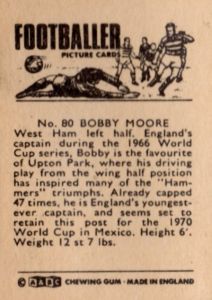 FOOTBALLER
PICTURE CARDS
No. 80 BOBBY MOORE
West Ham left half. England's
captain during the 1966 World
Cup series, Bobby is the favourite
of Upton Park, where his driving
play from the wing half position
has inspired many of the "Ham-
mers" triumphs. Already capped
47 times, he is England's youngest-
ever captain, and seems set to
retain this post for the 1970
World Cup in Mexico. Height 6'.
Weight 12 st 7 lbs.
© A&BC CHEWING GUM - MADE IN ENGLAND